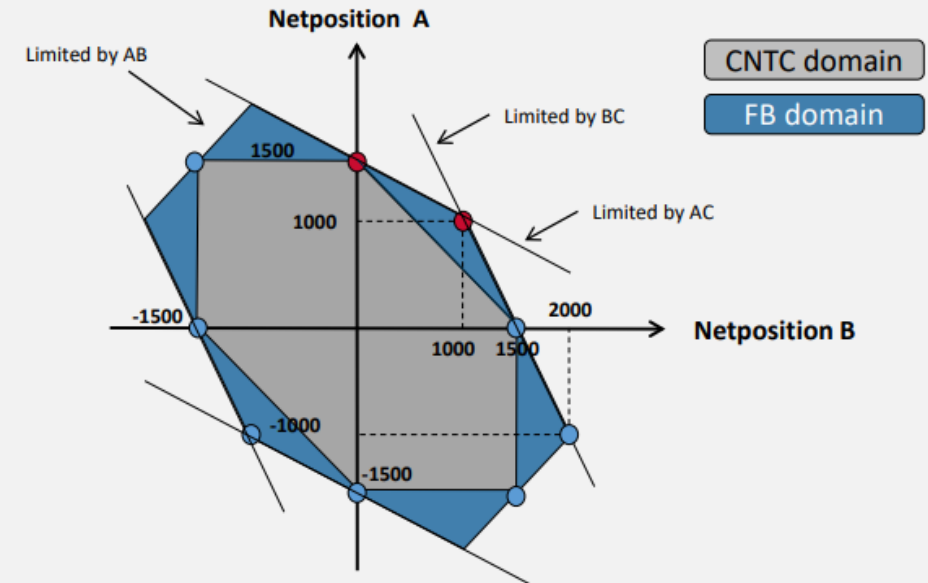 Netposition A
Limited by AB
CNTC domain
FB domain
Limited by BC
1500
1000
Limited by AC
-1500
2000
Netposition B
1000 1500
-1000
-1500